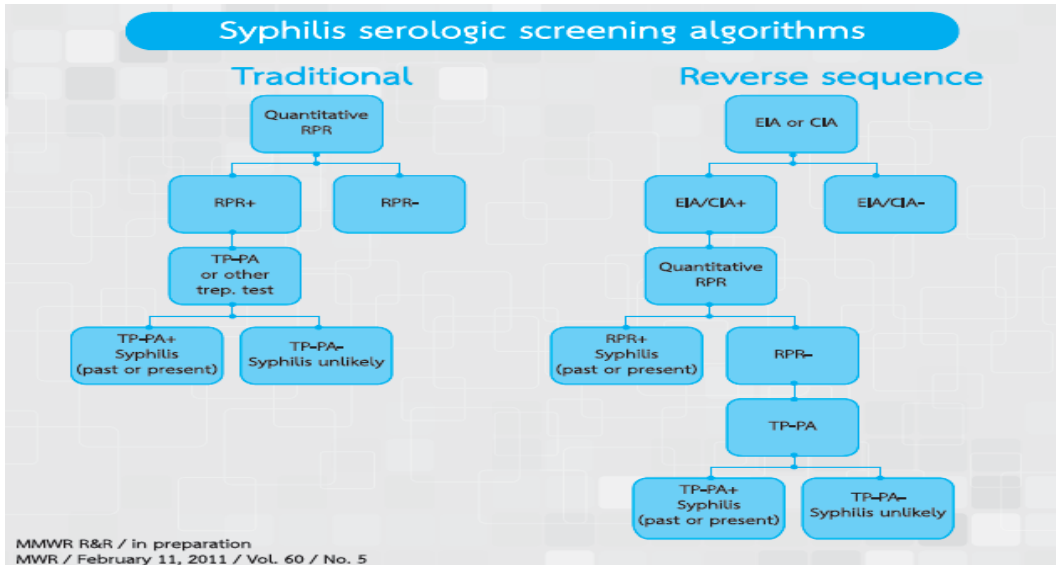 Syphilis serologic screening algorithms
Traditional
Quantitative
RPR
RPR+
RPR-
TP-PA
or other
trep. test
TP-PA+
Syphilis
(past or present)
TP-PA-
Syphilis unlikely
Reverse sequence
EIA or CIA
EIA/CIA+
EIA/CIA-
Quantitative
RPR
RPR+
Syphilis
(past or present)
RPR-
TP-PA
TP-PA+
Syphilis
(past or present)
TP-PA-
Syphilis unlikely
MMWR R&R / in preparation
MWR / February 11, 2011 / Vol. 60 / No. 5